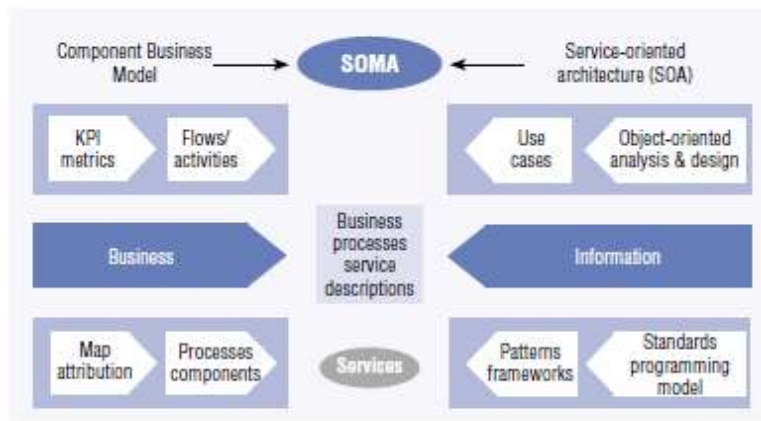 Component Business
Model
SOMA
Service-oriented
architecture (SOA)
KPI
metrics
Flows/
activities
Use
cases
Object-oriented
analysis & design
Business
Business
processes
service
descriptions
Information
Map
attribution
Processes
components
Services
Patterns
frameworks
Standards
programming
model